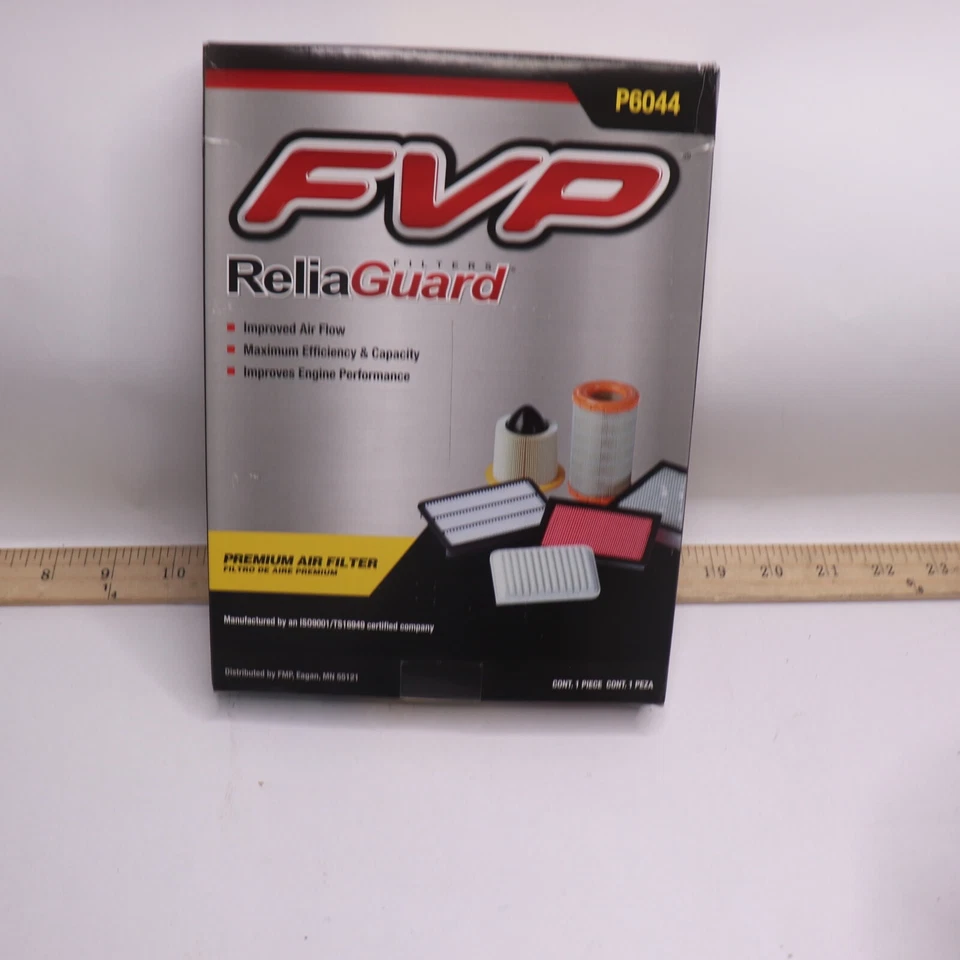 P6044
FVP
FILTERS
ReliaGuard
Improved Air Flow
Maximum Efficiency & Capacity
Improves Engine Performance
8 9 10 19 20 21 22 23
1/4
PREMIUM AIR FILTER
FILTRO DE AIRE PREMIUM
Manufactured by an ISO9001/TS16949 certified company
Distributed by FMP, Eagan, MN 55121
CONT. 1 PIECE CONT. 1 PEZA